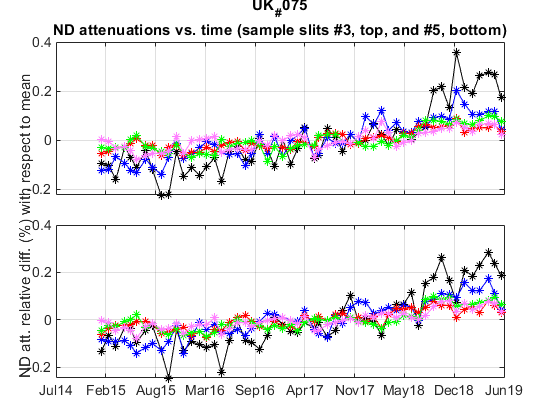 UK#075
ND attenuations vs. time (sample slits #3, top, and #5, bottom)
0.4
0.2
0
0.2
ND att. relative diff. (%) with respect to mean
0.4
0.2
0
0.2
Jul14 Feb15 Aug15 Mar16 Sep16 Apr17 Nov17 May18 Dec18 Jun19